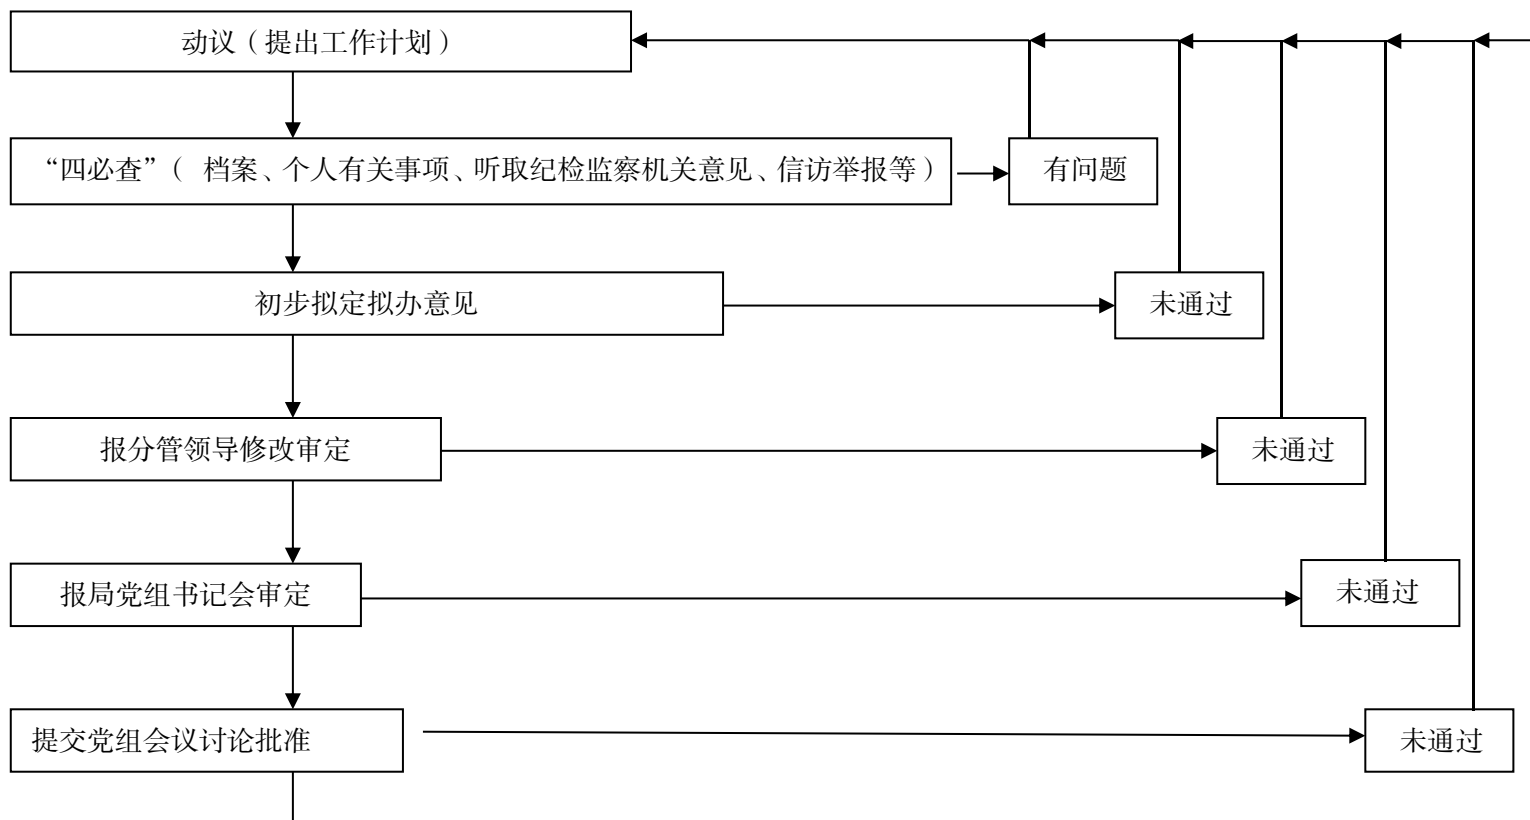 动议（提出工作计划）
“四必查”（ 档案、个人有关事项、听取纪检监察机关意见、信访举报等）
有问题
初步拟定拟办意见
未通过
报分管领导修改审定
未通过
报局党组书记会审定
未通过
提交党组会议讨论批准
未通过